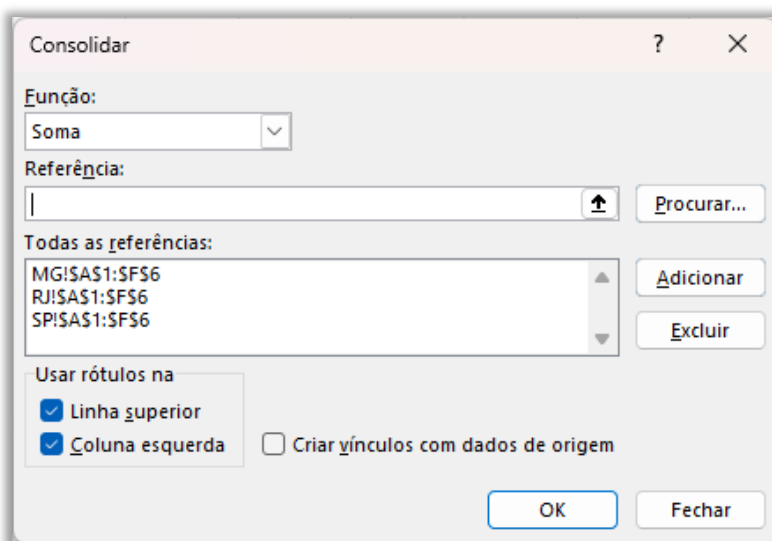 Consolidar ?
Função:
Soma
Referência:
Procurar...
Todas as referências:
MG!$A$1:$F$6
RJ!$A$1:$F$6
SP!$A$1:$F$6
Adicionar
Excluir
Usar rótulos na
Linha superior
Coluna esquerda
Criar vínculos com dados de origem
OK
Fechar